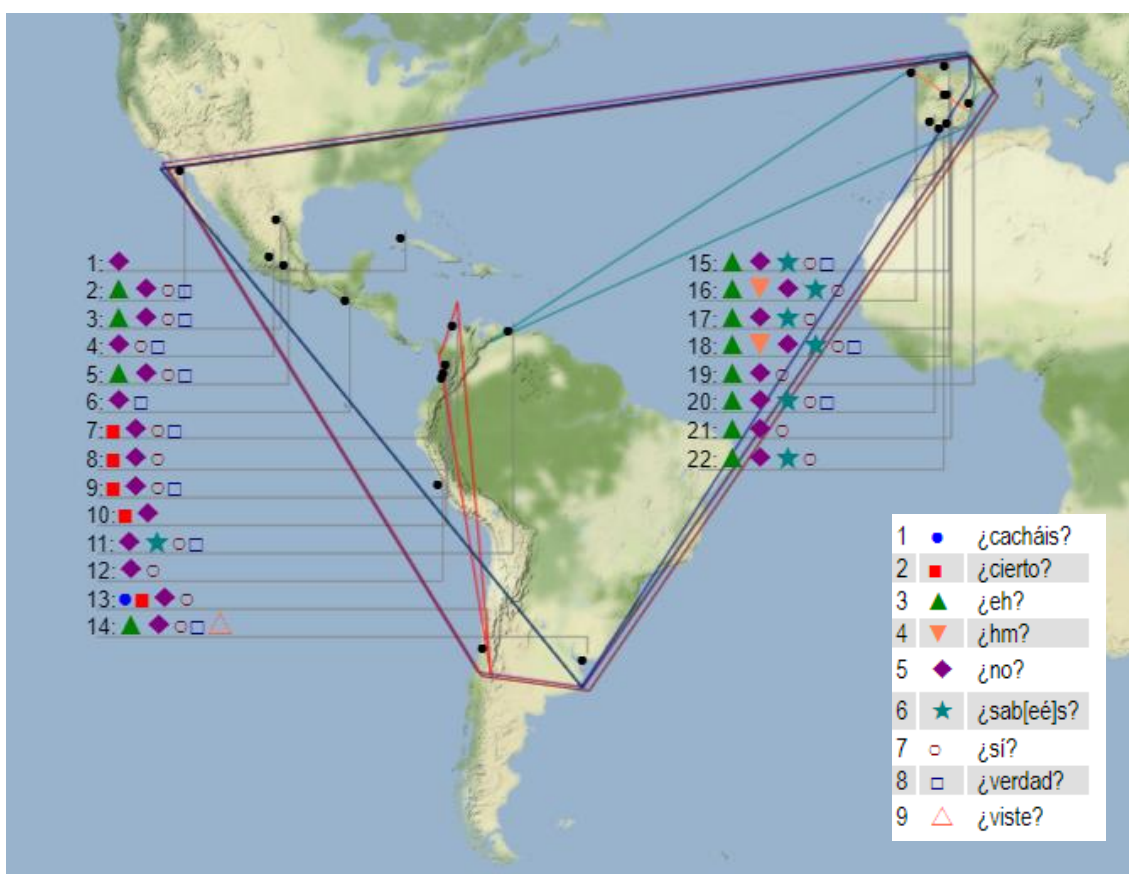 1:
2:
3:
4:
5:
6:
7:
8:
9:
10:
11:
12:
13:
14:
15:
16:
17:
18:
19:
20:
21:
22:
1 ¿cacháis?
2 ¿cierto?
3 ¿eh?
4 ¿hm?
5 ¿no?
6 ¿sab[eé]s?
7 ¿sí?
8 ¿verdad?
9 ¿viste?